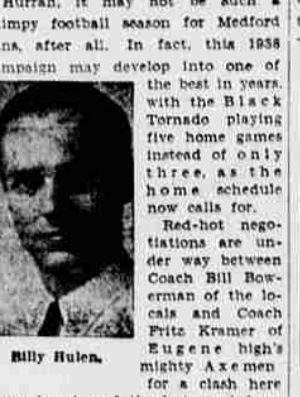 Hurrah, it may not be such a
impy football season for Medford
ns, after all. In fact, this 1938
mpaign may develop into one of
the best in years,
with the Black
Tornado playing
five home games
instead of only
three, as the
home schedule
now calls for.
Red-hot nego-
tiations are un-
der way between
Coach Bill Bow-
erman of the lo-
cals and Coach
Fritz Kramer of
Eugene high's
mighty Axemen
for a clash here
Billy Hulen.